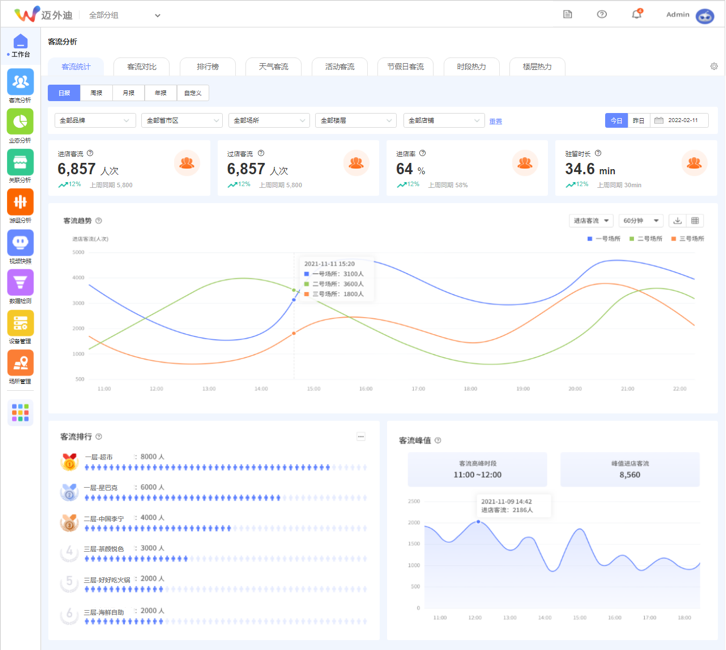 迈外迪 全部分组 Admin
工作台
客流分析
业态分析
关联分析
视频快照
数据检测
设备管理
场所管理
客流分析
客流统计 客流对比 排行榜 天气客流 活动客流 节假日客流 时段热力 楼层热力
日报 周报 月报 年报 自定义
全部品牌 全部省市区 全部场所 全部楼层 全部店铺 重置 今日 昨日 2022-02-11
进店客流 过店客流 进店率 驻留时长
6,857 人次 6,857 人次 64 % 34.6 min
12% 上周同期 5,800 12% 上周同期 5,800 12% 上周同期 50% 12% 上周同期 30min
客流趋势 进店客流 60分钟
进店客流(人次) 一号场所 二号场所 三号场所
5000
4000
3000
2000
1000
500
2021-11-11 15:20
一号场所: 3100人
二号场所: 3600人
三号场所: 1800人
11:00 12:00 13:00 14:00 15:00 16:00 17:00 18:00 09:00 20:00 21:00 22:00
客流排行
一层-超市 : 8000 人
一层-星巴克 : 6000 人
二层-中国李宁 : 4000 人
4 三层-茶颜悦色 : 3000 人
5 三层-好好吃火锅 : 2000 人
6 三层-海鲜自助 : 2000 人
客流峰值
客流高峰时段 峰值进店客流
11:00 ~12:00 8,560
2021-11-09 14:42
进店客流: 2186人
2500
2000
1500
1000
500
0
11:00 12:00 13:00 14:00 15:00 16:00 17:00 18:00